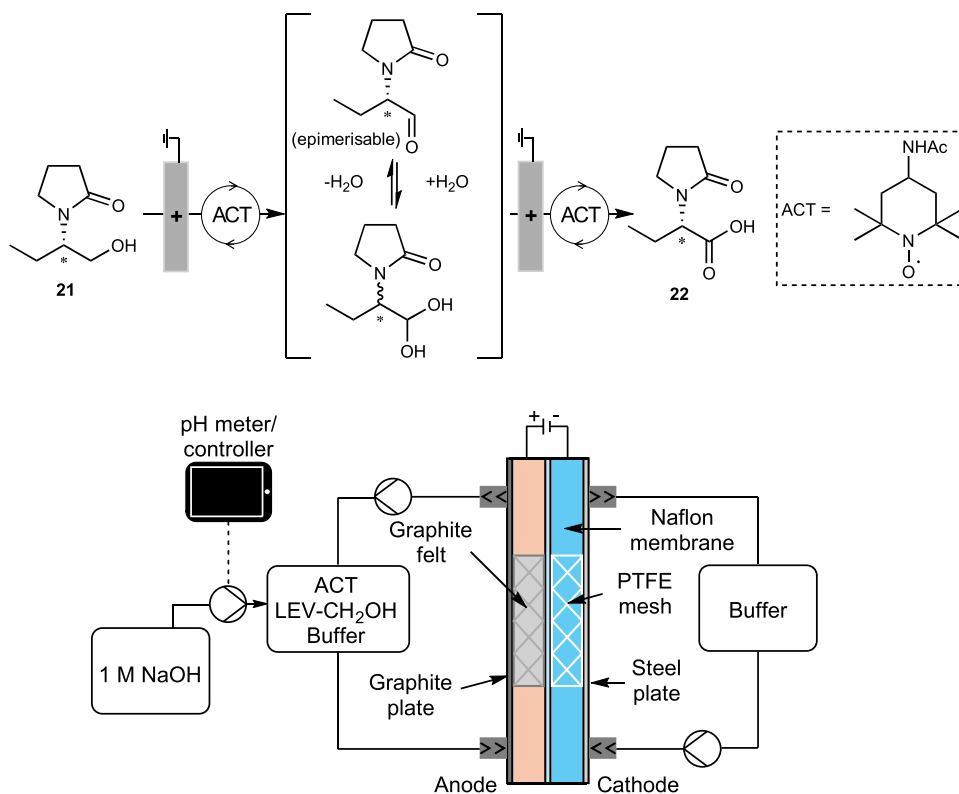 N
O
*
O
(epimerisable)
-H₂O
+H₂O
N
O
*
OH
OH
N
O
OH
*
21
+
ACT
+
ACT
N
O
OH
*
O
22
ACT =
NHAc
N
O·
pH meter/
controller
1 M NaOH
ACT
LEV-CH₂OH
Buffer
Graphite
felt
Graphite
plate
+ -
Anode
Cathode
Naflon
membrane
PTFE
mesh
Steel
plate
Buffer